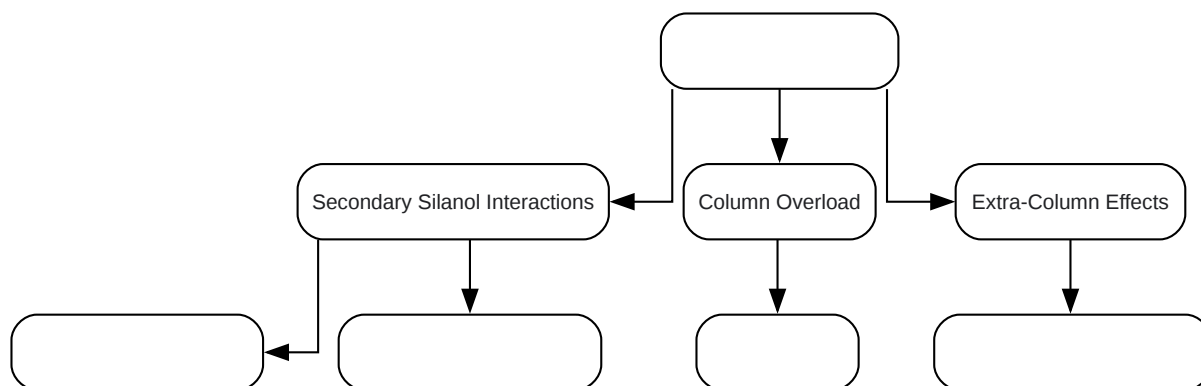 Secondary Silanol Interactions
Column Overload
Extra-Column Effects